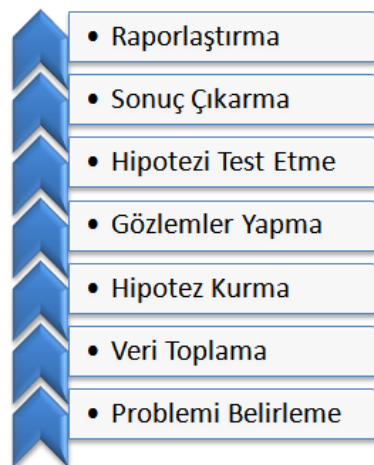 • Raporlaştırma
• Sonuç Çıkarma
• Hipotezi Test Etme
• Gözlemler Yapma
• Hipotez Kurma
• Veri Toplama
• Problemi Belirleme